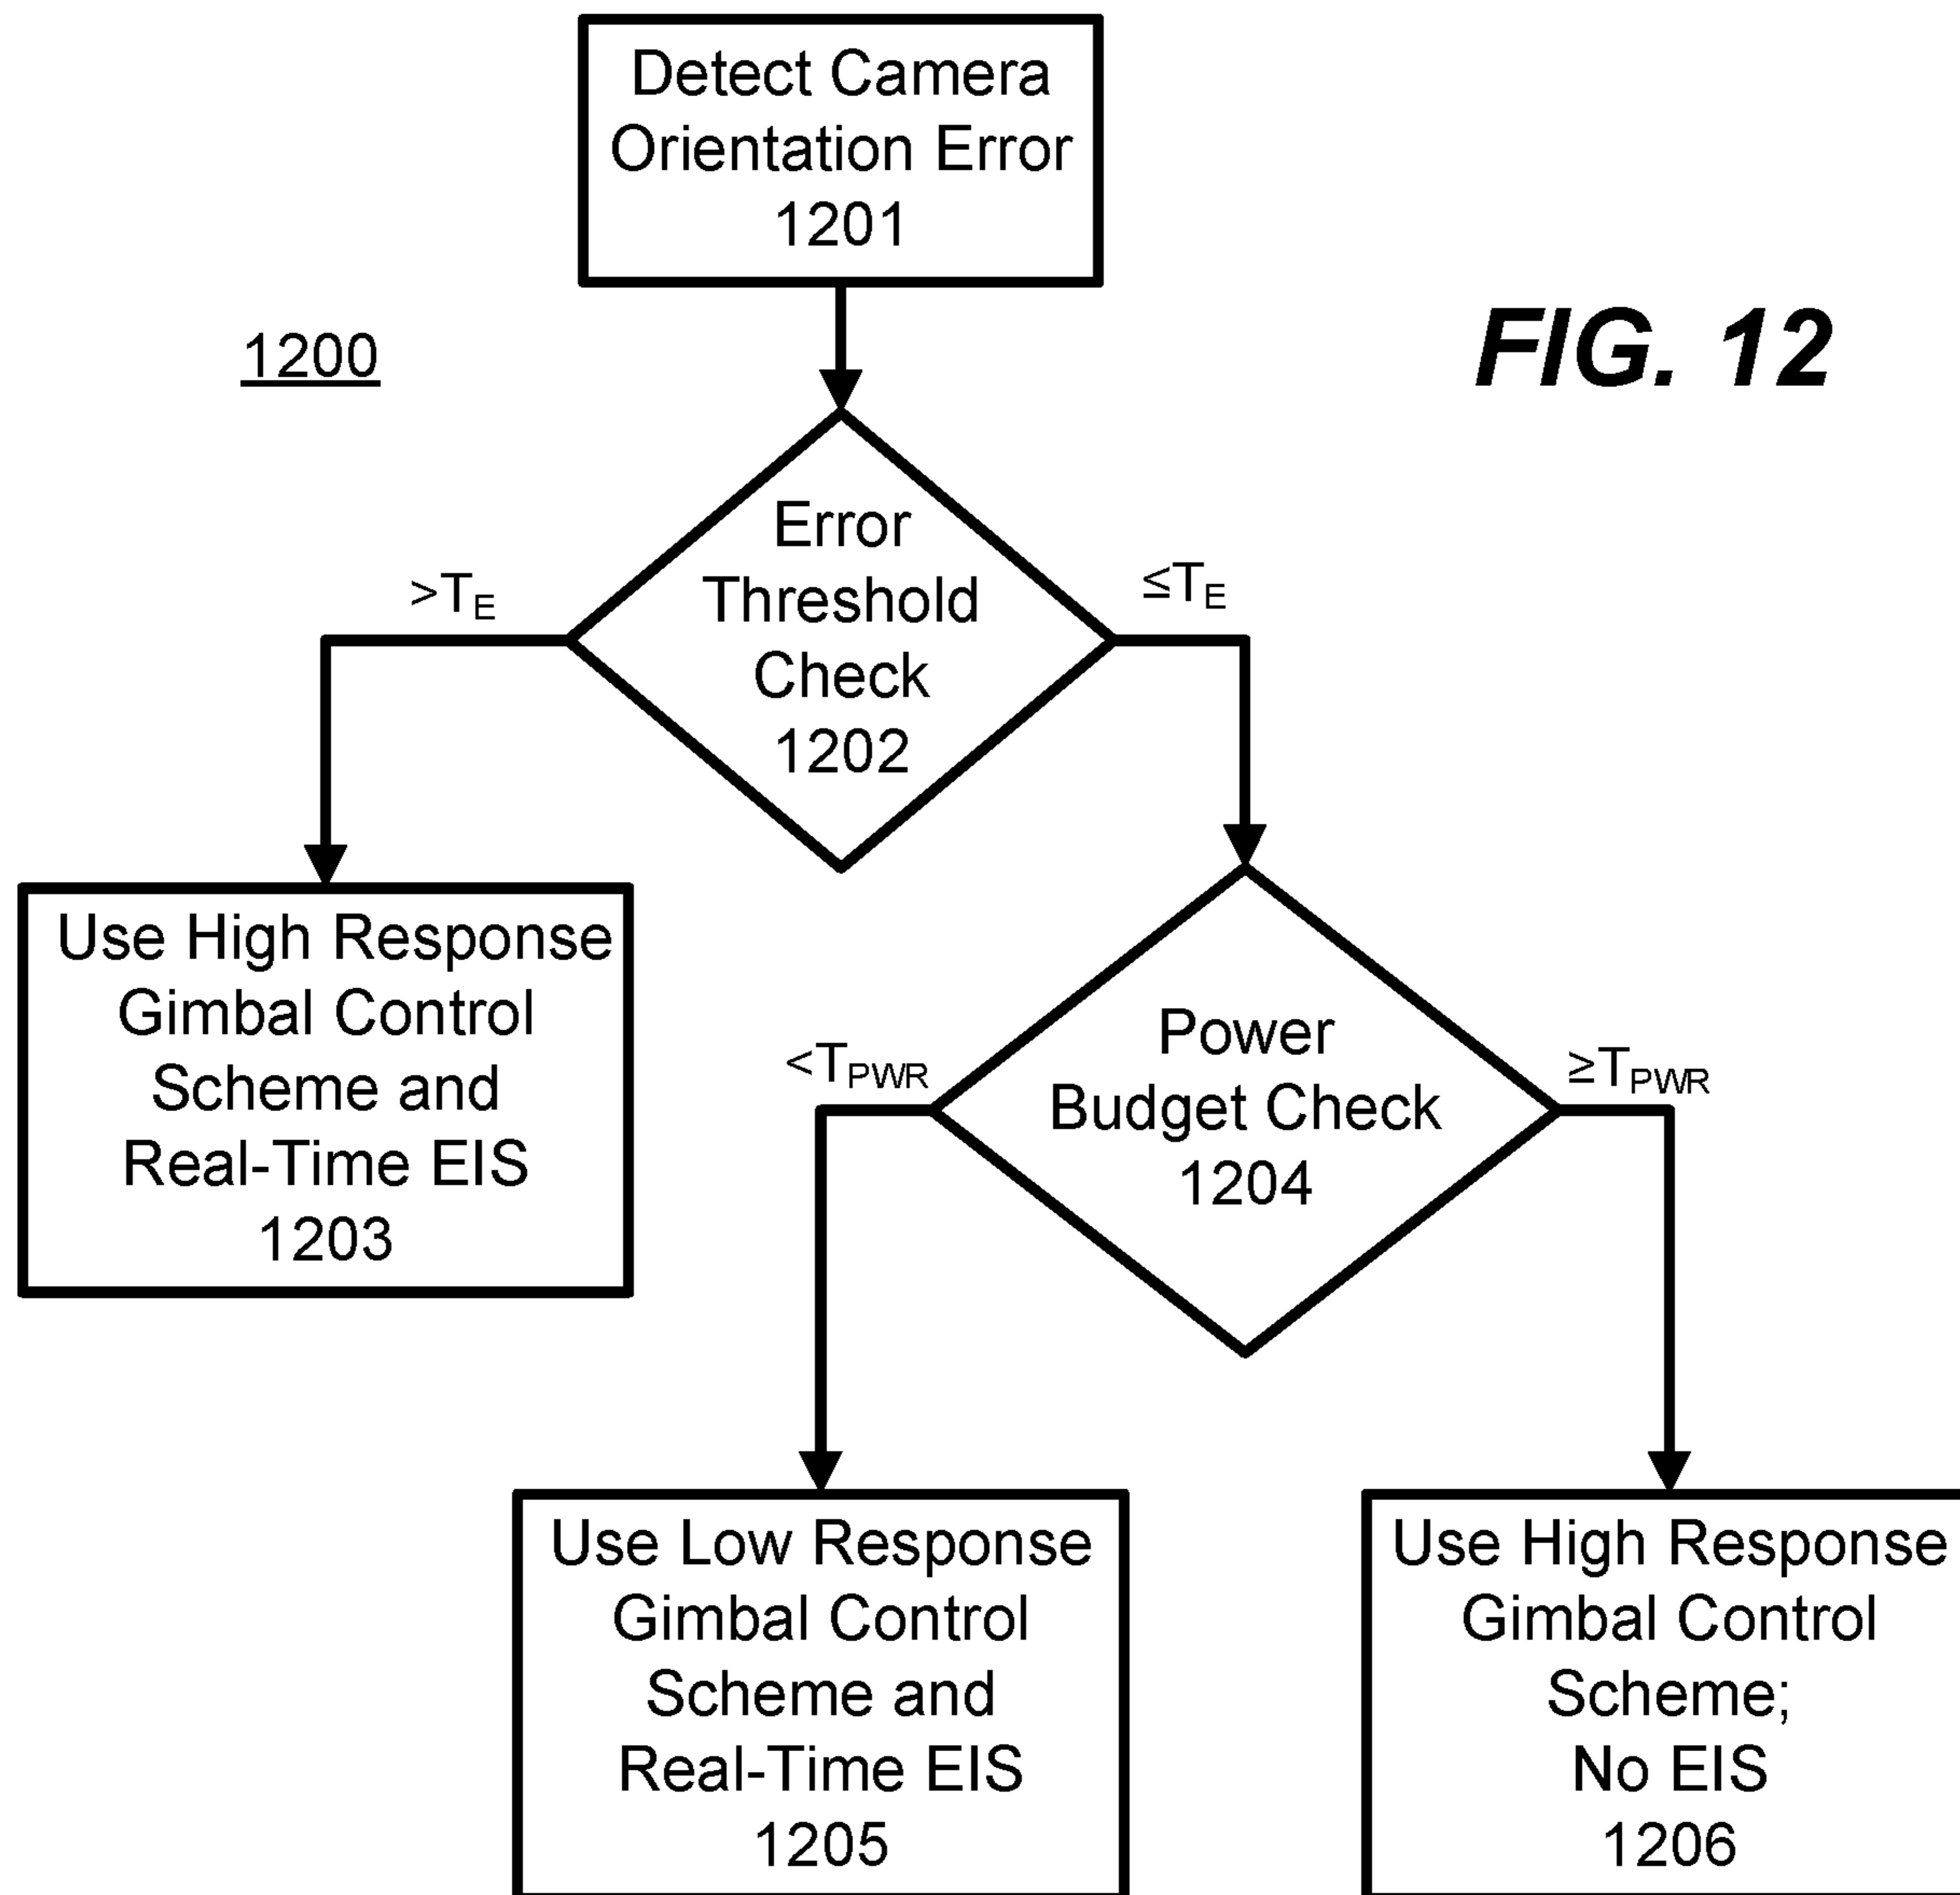 Detect Camera
Orientation Error
1201
1200
FIG. 12
Error
Threshold
Check
1202
>TE
≤TE
Use High Response
Gimbal Control
Scheme and
Real-Time EIS
1203
Power
Budget Check
1204
<TPWR
≥TPWR
Use Low Response
Gimbal Control
Scheme and
Real-Time EIS
1205
Use High Response
Gimbal Control
Scheme;
No EIS
1206